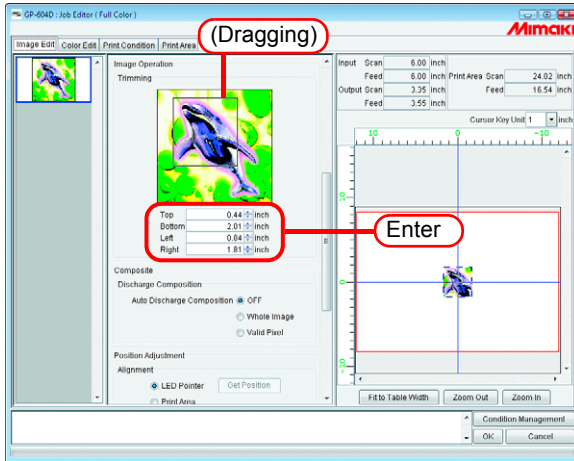 GP-604D : Job Editor ( Full Color )
Mimaki
Image Edit Color Edit Print Condition Print Area
(Dragging)
Image Operation
Trimming
Top 0.44 inch
Bottom 2.01 inch
Left 0.84 inch
Right 1.81 inch
Enter
Composite
Discharge Composition
Auto Discharge Composition OFF
Whole Image
Valid Pixel
Position Adjustment
Alignment
LED Pointer Get Position
Print Area
Input Scan 6.00 inch
Feed 6.00 inch Print Area Scan 24.02 inch
Output Scan 3.35 inch Feed 16.54 inch
Feed 3.55 inch
Cursor Key Unit 1 inch
10 0 -10
10
0
-10
Fit to Table Width Zoom Out Zoom In
Condition Management
OK Cancel